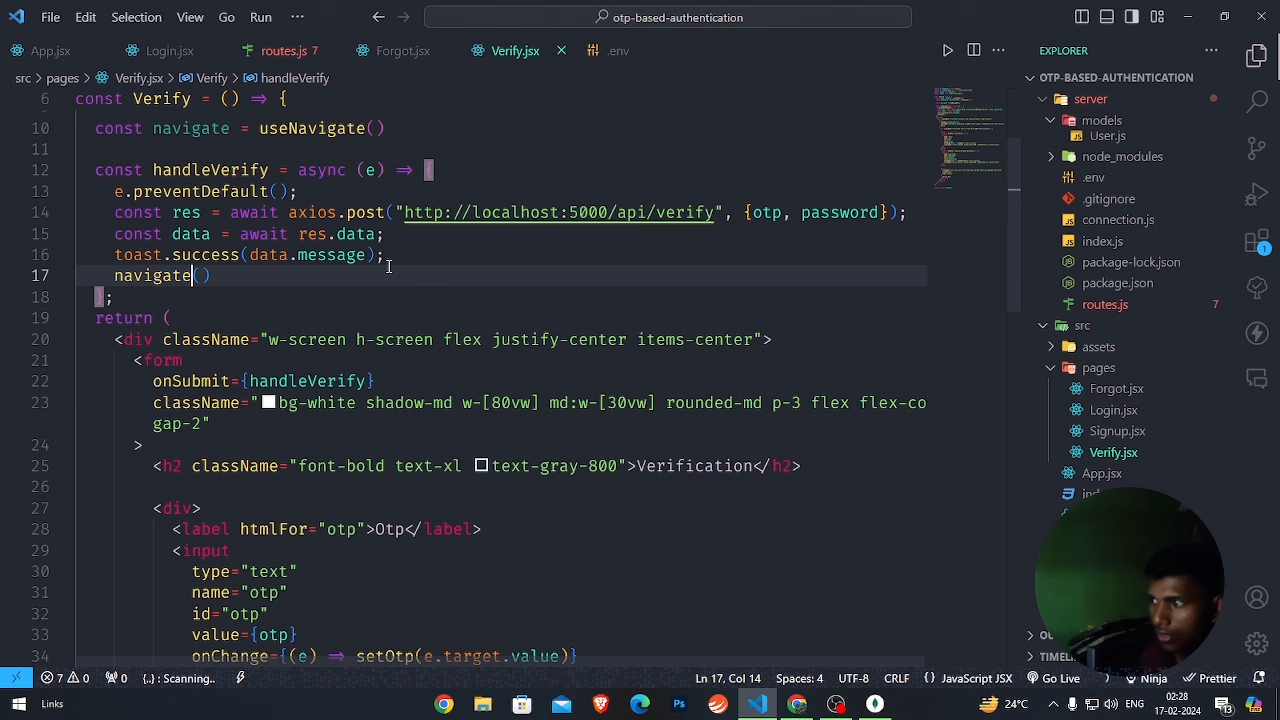 File
Edit
Selection
View
Go
Run
otp-based-authentication
App.jsx
Login.jsx
routes.js 7
Forgot.jsx
Verify.jsx
.env
EXPLORER
src > pages > Verify.jsx > Verify > handleVerify
OTP-BASED-AUTHENTICATION
6 const Verify = () => {
10 const navigate = useNavigate()
12 const handleVerify = async (e) => {
13 e.preventDefault();
14 const res = await axios.post("http://localhost:5000/api/verify", {otp, password});
15 const data = await res.data;
16 toast.success(data.message);
17 navigate()
18 };
19 return (
20 <div className="w-screen h-screen flex justify-center items-center">
21 <form
22 onSubmit={handleVerify}
23 className="bg-white shadow-md w-[80vw] md:w-[30vw] rounded-md p-3 flex flex-co
gap-2"
24 >
25 <h2 className="font-bold text-xl text-gray-800">Verification</h2>
26
27 <div>
28 <label htmlFor="otp">Otp</label>
29 <input
30 type="text"
31 name="otp"
32 id="otp"
33 value={otp}
34 onChange={(e) => setOtp(e.target.value)}
server
models
Users.js
node_modules
.env
.gitignore
connection.js
index.js
package-lock.json
package.json
routes.js 7
src
assets
pages
Forgot.jsx
Login.jsx
Signup.jsx
Verify.jsx
App.jsx
TIMELINE
1
7 0
0
Scanning..
Ln 17, Col 14
Spaces: 4
UTF-8
CRLF
JavaScript JSX
Go Live
Ninja
Prettier
Link
24°C
02:28
17-02-2024